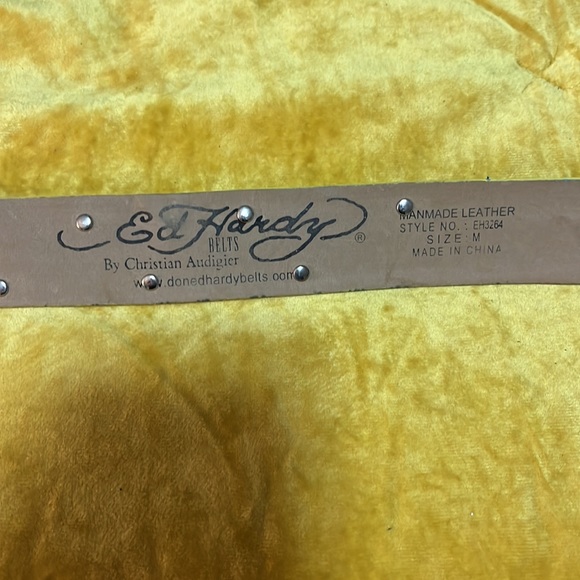 Ed Hardy ®
BELTS
By Christian Audigier
www.donedhardybelts.com
MANMADE LEATHER
STYLE NO. : EH3264
SIZE: M
MADE IN CHINA